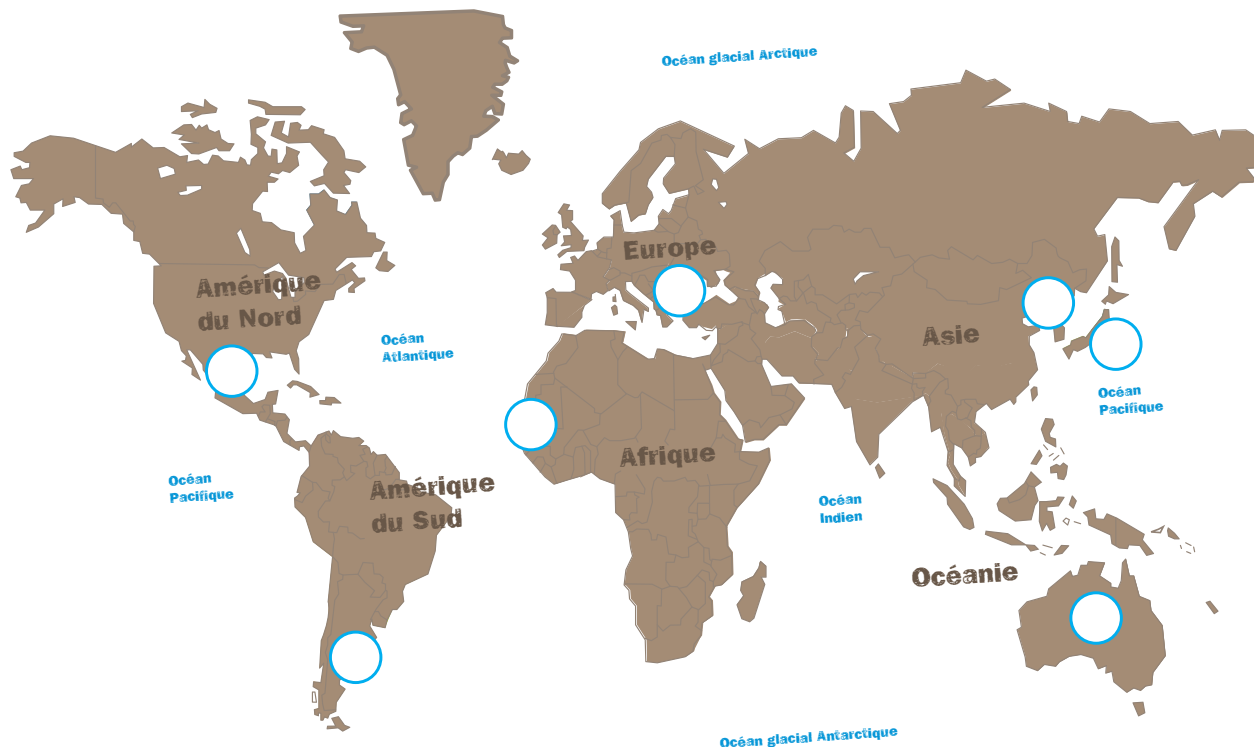 Océan glacial Arctique
Europe
Amérique
du Nord
Asie
Océan
Atlantique
Océan
Pacifique
Afrique
Océan
Pacifique
Amérique
du Sud
Océan
Indien
Océanie
Océan glacial Antarctique